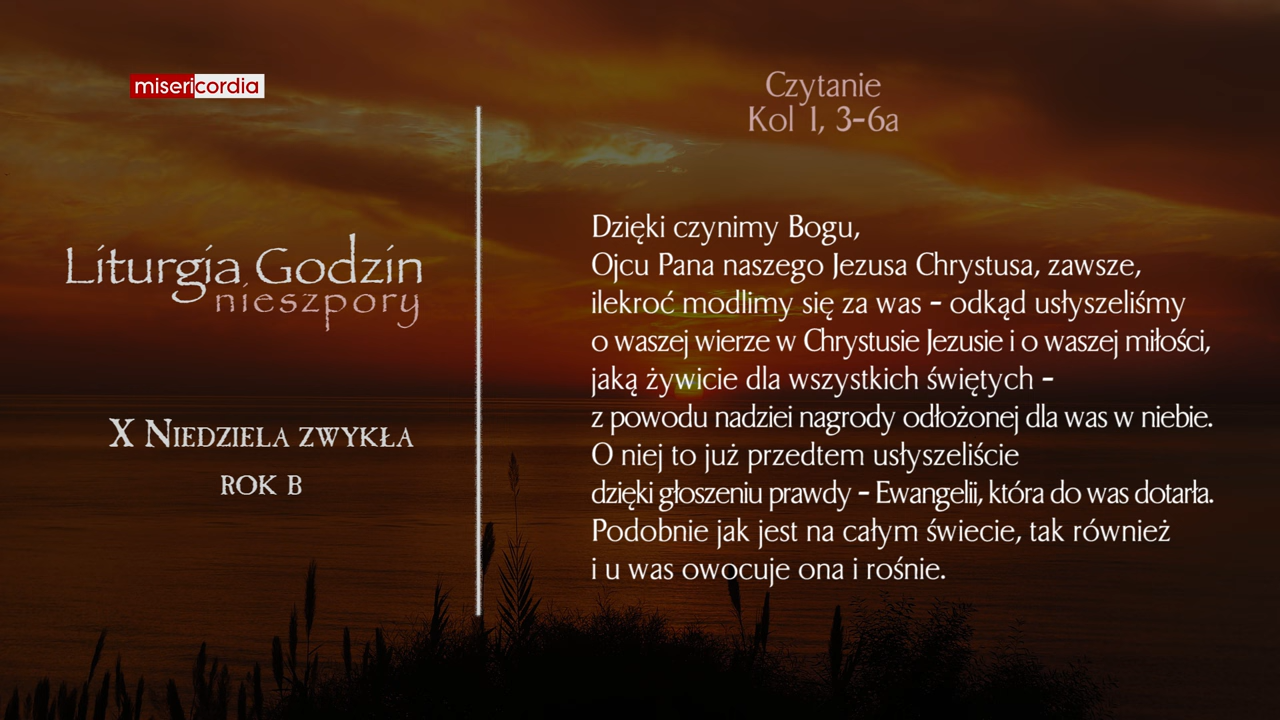 misericordia
Liturgia Godzin
nieszpory
X Niedziela zwykła
rok B
Czytanie
Kol 1, 3-6a
Dzięki czynimy Bogu,
Ojcu Pana naszego Jezusa Chrystusa, zawsze,
ilekroć modlimy się za was - odkąd usłyszeliśmy
o waszej wierze w Chrystusie Jezusie i o waszej miłości,
jaką żywicie dla wszystkich świętych -
z powodu nadziei nagrody odłożonej dla was w niebie.
O niej to już przedtem usłyszeliście
dzięki głoszeniu prawdy - Ewangelii, która do was dotarła.
Podobnie jak jest na całym świecie, tak również
i u was owocuje ona i rośnie.